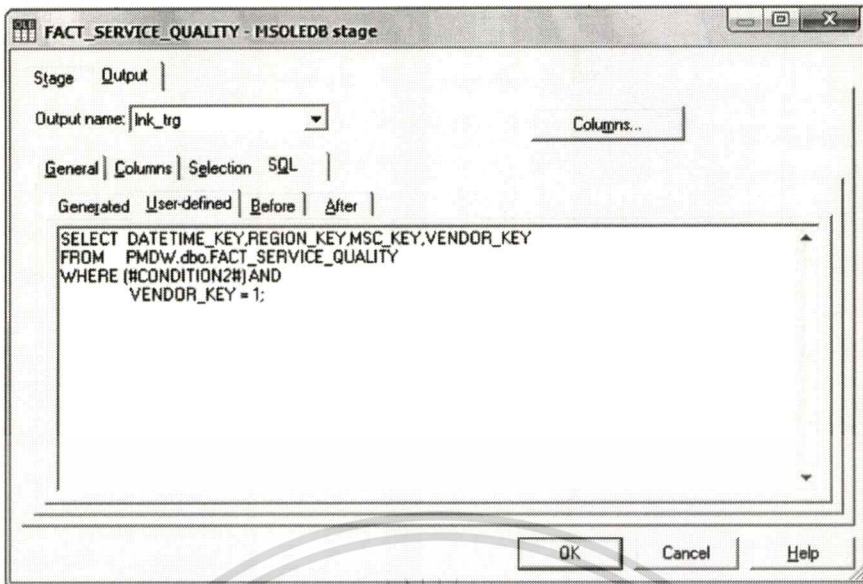 FACT_SERVICE_QUALITY - MSOLEDB stage
Stage Output
Output name: lnk_trg
Columns...
General Columns Selection SQL
Generated User-defined Before After
SELECT DATETIME_KEY,REGION_KEY,MSC_KEY,VENDOR_KEY
FROM PMDW.dbo.FACT_SERVICE_QUALITY
WHERE (#CONDITION2#) AND
VENDOR_KEY = 1;
OK Cancel Help